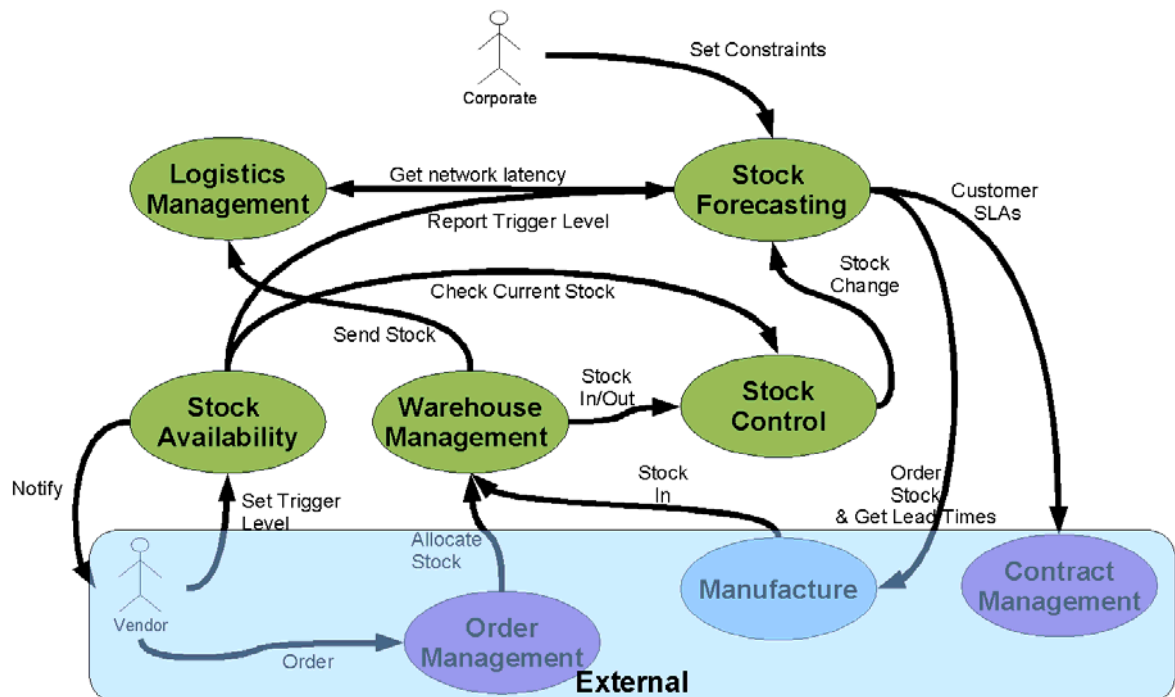 Set Constraints
Corporate
Logistics
Management
Get network latency
Stock
Forecasting
Customer
SLAs
Report Trigger Level
Stock
Change
Check Current Stock
Send Stock
Stock
In/Out
Stock
Availability
Warehouse
Management
Stock
Control
Notify
Set Trigger
Level
Stock
In
Order
Stock
& Get Lead Times
Allocate
Stock
Manufacture
Contract
Management
Vendor
Order
Order
Management
External